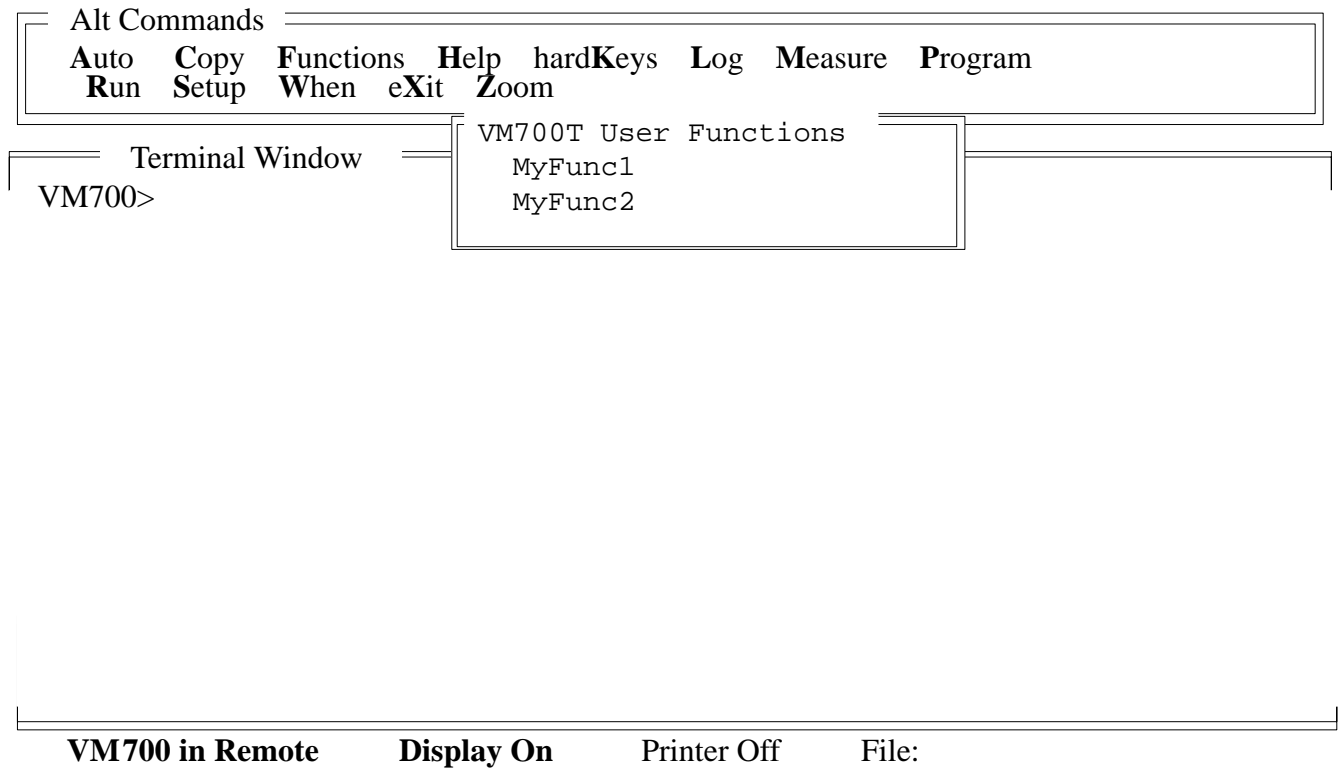 Alt Commands
Auto Copy Functions Help hardKeys Log Measure Program
Run Setup When eXit Zoom
VM700T User Functions
MyFunc1
MyFunc2
Terminal Window
VM700>
VM700 in Remote Display On Printer Off File: